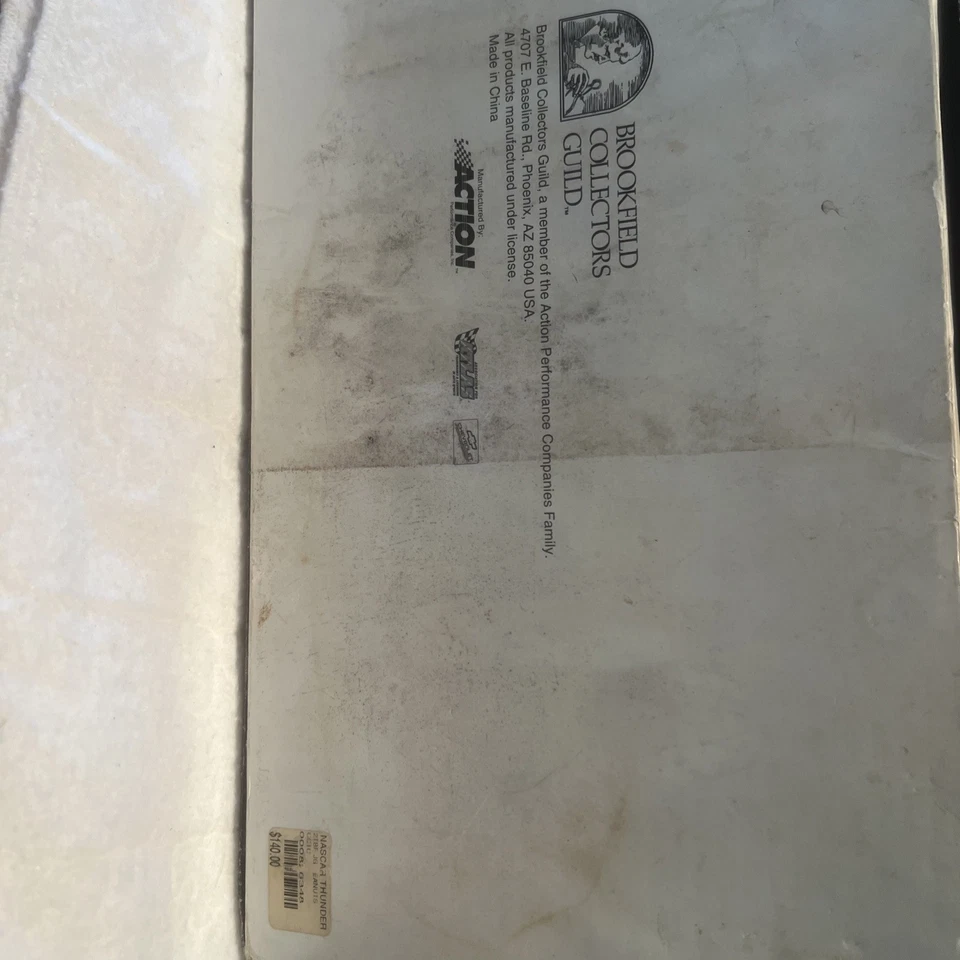 BROOKFIELD
COLLECTORS
GUILD™
Brookfield Collectors Guild, a member of the Action Performance Companies Family.
4707 E. Baseline Rd., Phoenix, AZ 85040 USA.
All products manufactured under license.
Made in China
Manufactured By:
ACTION
NASCAR THUNDER
$140.00